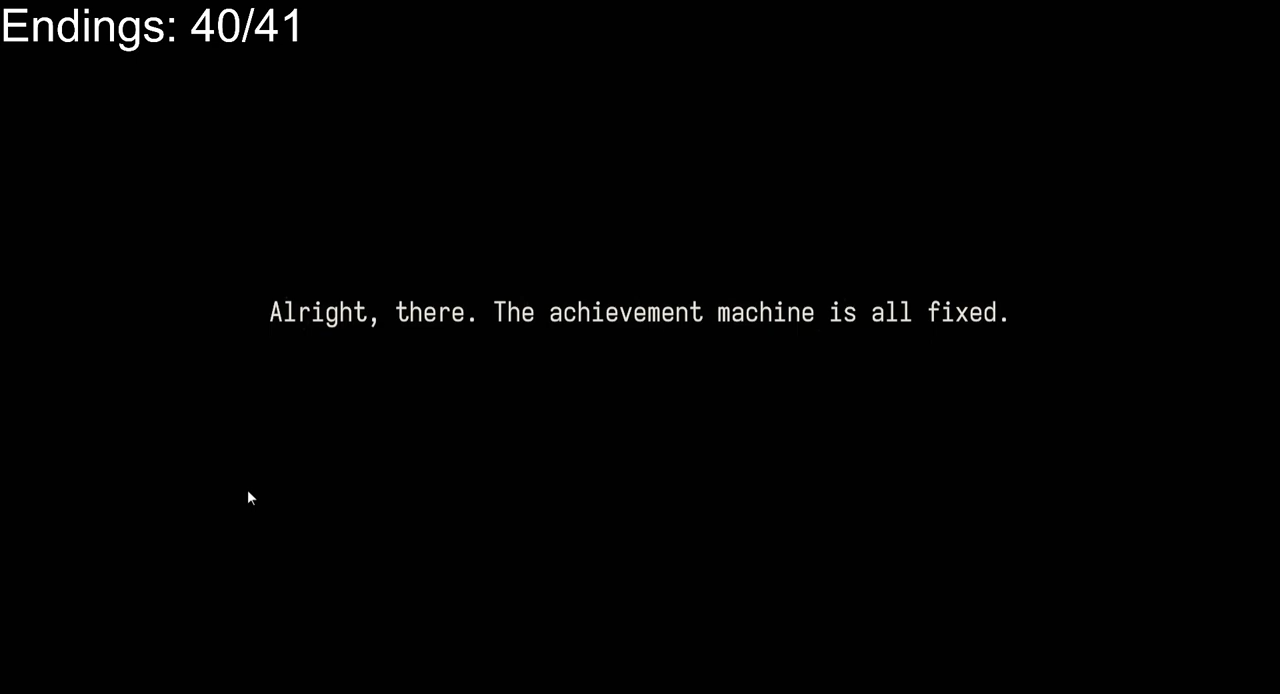 Endings: 40/41
Alright, there. The achievement machine is all fixed.